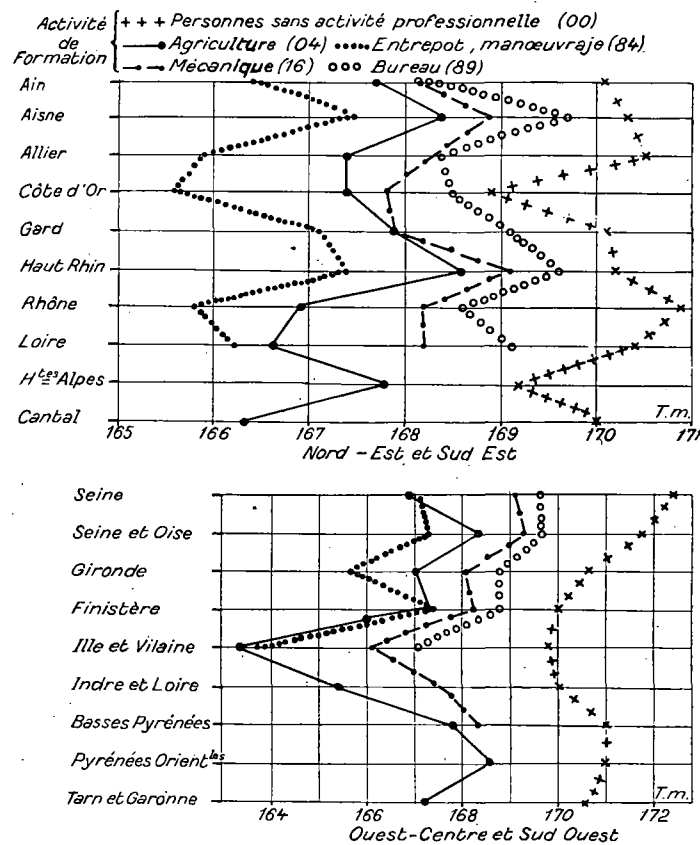 Activité de Formation
+ + + Personnes sans activité professionnelle (00)
Agriculture (04) Entrepot, manœuvraje (84)
Mécanique (16) ooo Bureau (89)
Ain
Aisne
Allier
Côte d'Or
Gard
Haut Rhin
Rhône
Loire
Htes Alpes
Cantal
T.m.
165 166 167 168 169 170 171
Nord - Est et Sud Est
Seine
Seine et Oise
Gironde
Finistère
Ille et Vilaine
Indre et Loire
Basses Pyrénées
Pyrénées Orientles
Tarn et Garonne
T.m.
164 166 168 170 172
Ouest-Centre et Sud Ouest